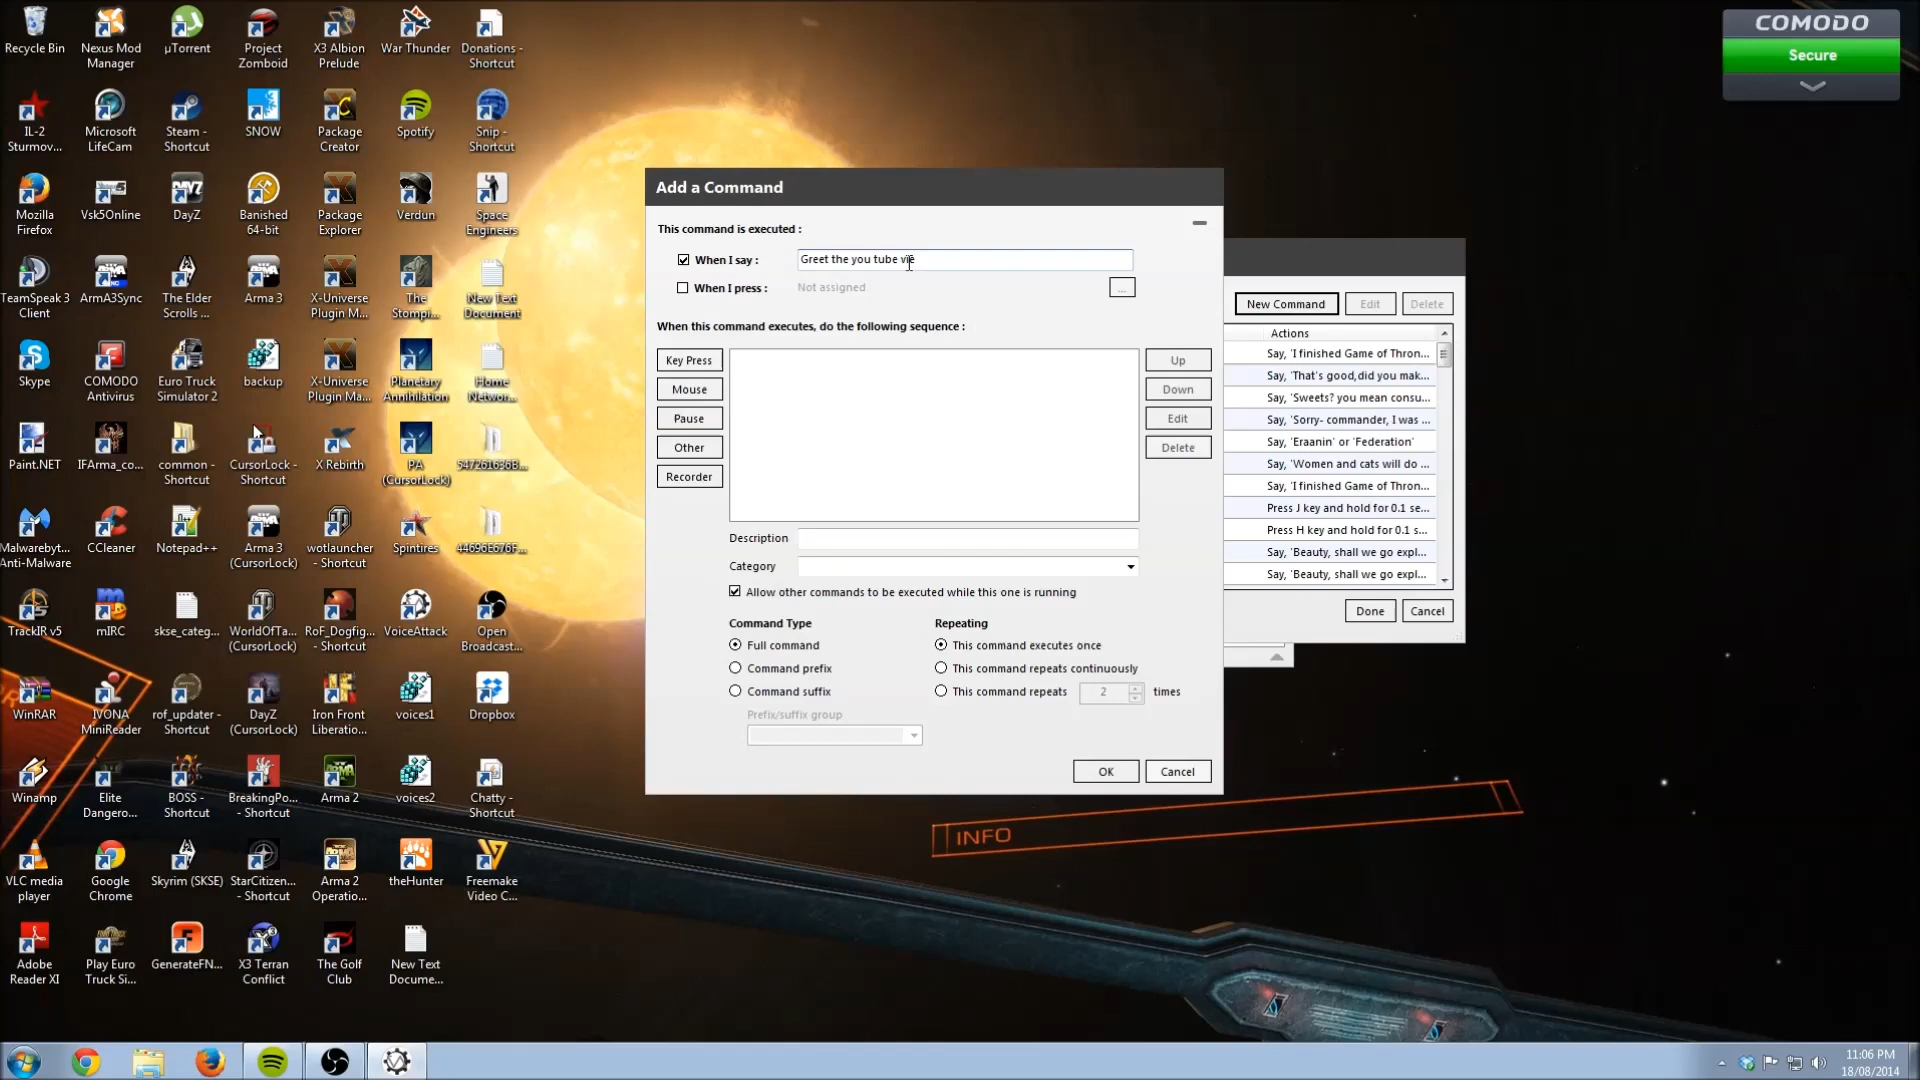 Recycle Bin
Nexus Mod Manager
µTorrent
Project Zomboid
X3 Albion Prelude
War Thunder
Donations - Shortcut
IL-2 Sturmov...
Microsoft LifeCam
Steam - Shortcut
SNOW
Package Creator
Spotify
Snip - Shortcut
Mozilla Firefox
Vsk5Online
DayZ
Banished 64-bit
Package Explorer
Verdun
Space Engineers
TeamSpeak 3 Client
ArmA3Sync
The Elder Scrolls ...
Arma 3
X-Universe Plugin M...
The Stompi...
New Text Document
Skype
COMODO Antivirus
Euro Truck Simulator 2
backup
X-Universe Plugin Ma...
Planetary Annihilation
Home Networ...
Paint.NET
IFArma_co...
common - Shortcut
CursorLock - Shortcut
X Rebirth
PA (CursorLock)
Malwarebyt... Anti-Malware
CCleaner
Notepad++
Arma 3 (CursorLock)
wotlauncher - Shortcut
Spintires
TrackIR v5
mIRC
skse_categ...
WorldOfTa... (CursorLock)
RoF_Dogfig... - Shortcut
VoiceAttack
Open Broadcast...
WinRAR
IVONA MiniReader
rof_updater - Shortcut
DayZ (CursorLock)
Iron Front Liberatio...
voices1
Dropbox
Winamp
Elite Dangero...
BOSS - Shortcut
BreakingPo... - Shortcut
Arma 2
voices2
Chatty - Shortcut
VLC media player
Google Chrome
Skyrim (SKSE)
StarCitizen... - Shortcut
Arma 2 Operatio...
theHunter
Freemake Video C...
Adobe Reader XI
Play Euro Truck Si...
GenerateFN...
X3 Terran Conflict
The Golf Club
New Text Docume...
COMODO
Secure
Add a Command
This command is executed :
When I say : Greet the you tube vie
When I press : Not assigned ...
When this command executes, do the following sequence :
Key Press
Mouse
Pause
Other
Recorder
Up
Down
Edit
Delete
Description
Category
Allow other commands to be executed while this one is running
Command Type
Full command
Command prefix
Command suffix
Prefix/suffix group
Repeating
This command executes once
This command repeats continuously
This command repeats 2 times
OK Cancel
New Command Edit Delete
Actions
Say, 'I finished Game of Thron...
Say, 'That's good,did you mak...
Say, 'Sweets? you mean consu...
Say, 'Sorry- commander, I was ...
Say, 'Eraanin' or 'Federation'
Say, 'Women and cats will do ...
Say, 'I finished Game of Thron...
Press J key and hold for 0.1 se...
Press H key and hold for 0.1 s...
Say, 'Beauty, shall we go expl...
Say, 'Beauty, shall we go expl...
Done Cancel
INFO
11:06 PM
18/08/2014